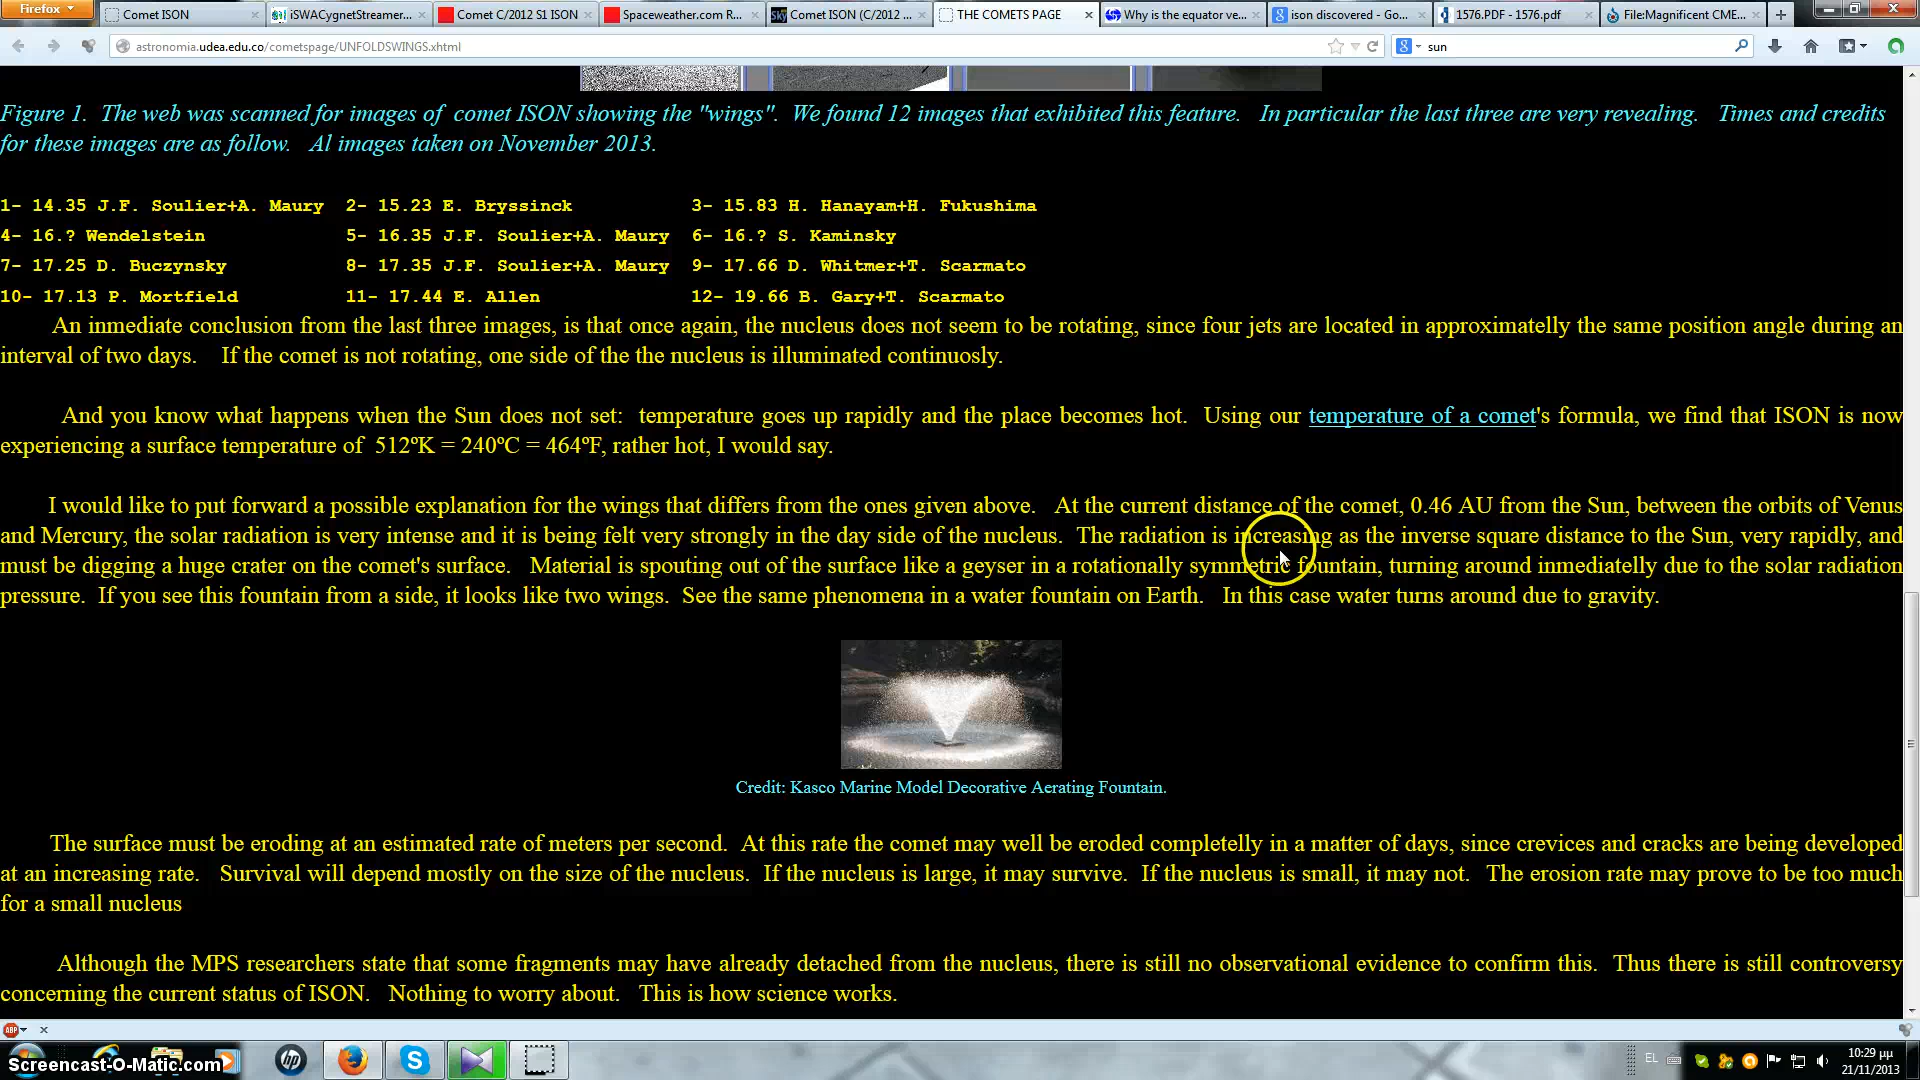 Firefox
Comet ISON
iSWACygnetStreamer...
Comet C/2012 S1 ISON
Spaceweather.com R...
Comet ISON (C/2012 ...
THE COMETS PAGE
Why is the equator ve...
ison discovered - Go...
1576.PDF - 1576.pdf
File:Magnificent CME...
astronomia.udea.edu.co/cometspage/UNFOLDSWINGS.xhtml
sun
Figure 1. The web was scanned for images of comet ISON showing the "wings". We found 12 images that exhibited this feature. In particular the last three are very revealing. Times and credits
for these images are as follow. Al images taken on November 2013.
1- 14.35 J.F. Soulier+A. Maury 2- 15.23 E. Bryssinck 3- 15.83 H. Hanayam+H. Fukushima
4- 16.? Wendelstein 5- 16.35 J.F. Soulier+A. Maury 6- 16.? S. Kaminsky
7- 17.25 D. Buczynsky 8- 17.35 J.F. Soulier+A. Maury 9- 17.66 D. Whitmer+T. Scarmato
10- 17.13 P. Mortfield 11- 17.44 E. Allen 12- 19.66 B. Gary+T. Scarmato
An inmediate conclusion from the last three images, is that once again, the nucleus does not seem to be rotating, since four jets are located in approximatelly the same position angle during an
interval of two days. If the comet is not rotating, one side of the the nucleus is illuminated continuosly.
And you know what happens when the Sun does not set: temperature goes up rapidly and the place becomes hot. Using our temperature of a comet's formula, we find that ISON is now
experiencing a surface temperature of 512ºK = 240ºC = 464ºF, rather hot, I would say.
I would like to put forward a possible explanation for the wings that differs from the ones given above. At the current distance of the comet, 0.46 AU from the Sun, between the orbits of Venus
and Mercury, the solar radiation is very intense and it is being felt very strongly in the day side of the nucleus. The radiation is increasing as the inverse square distance to the Sun, very rapidly, and
must be digging a huge crater on the comet's surface. Material is spouting out of the surface like a geyser in a rotationally symmetric fountain, turning around inmediatelly due to the solar radiation
pressure. If you see this fountain from a side, it looks like two wings. See the same phenomena in a water fountain on Earth. In this case water turns around due to gravity.
Credit: Kasco Marine Model Decorative Aerating Fountain.
The surface must be eroding at an estimated rate of meters per second. At this rate the comet may well be eroded completelly in a matter of days, since crevices and cracks are being developed
at an increasing rate. Survival will depend mostly on the size of the nucleus. If the nucleus is large, it may survive. If the nucleus is small, it may not. The erosion rate may prove to be too much
for a small nucleus
Although the MPS researchers state that some fragments may have already detached from the nucleus, there is still no observational evidence to confirm this. Thus there is still controversy
concerning the current status of ISON. Nothing to worry about. This is how science works.
ABP
Screencast-O-Matic.com
hp
EL
10:29 μμ
21/11/2013